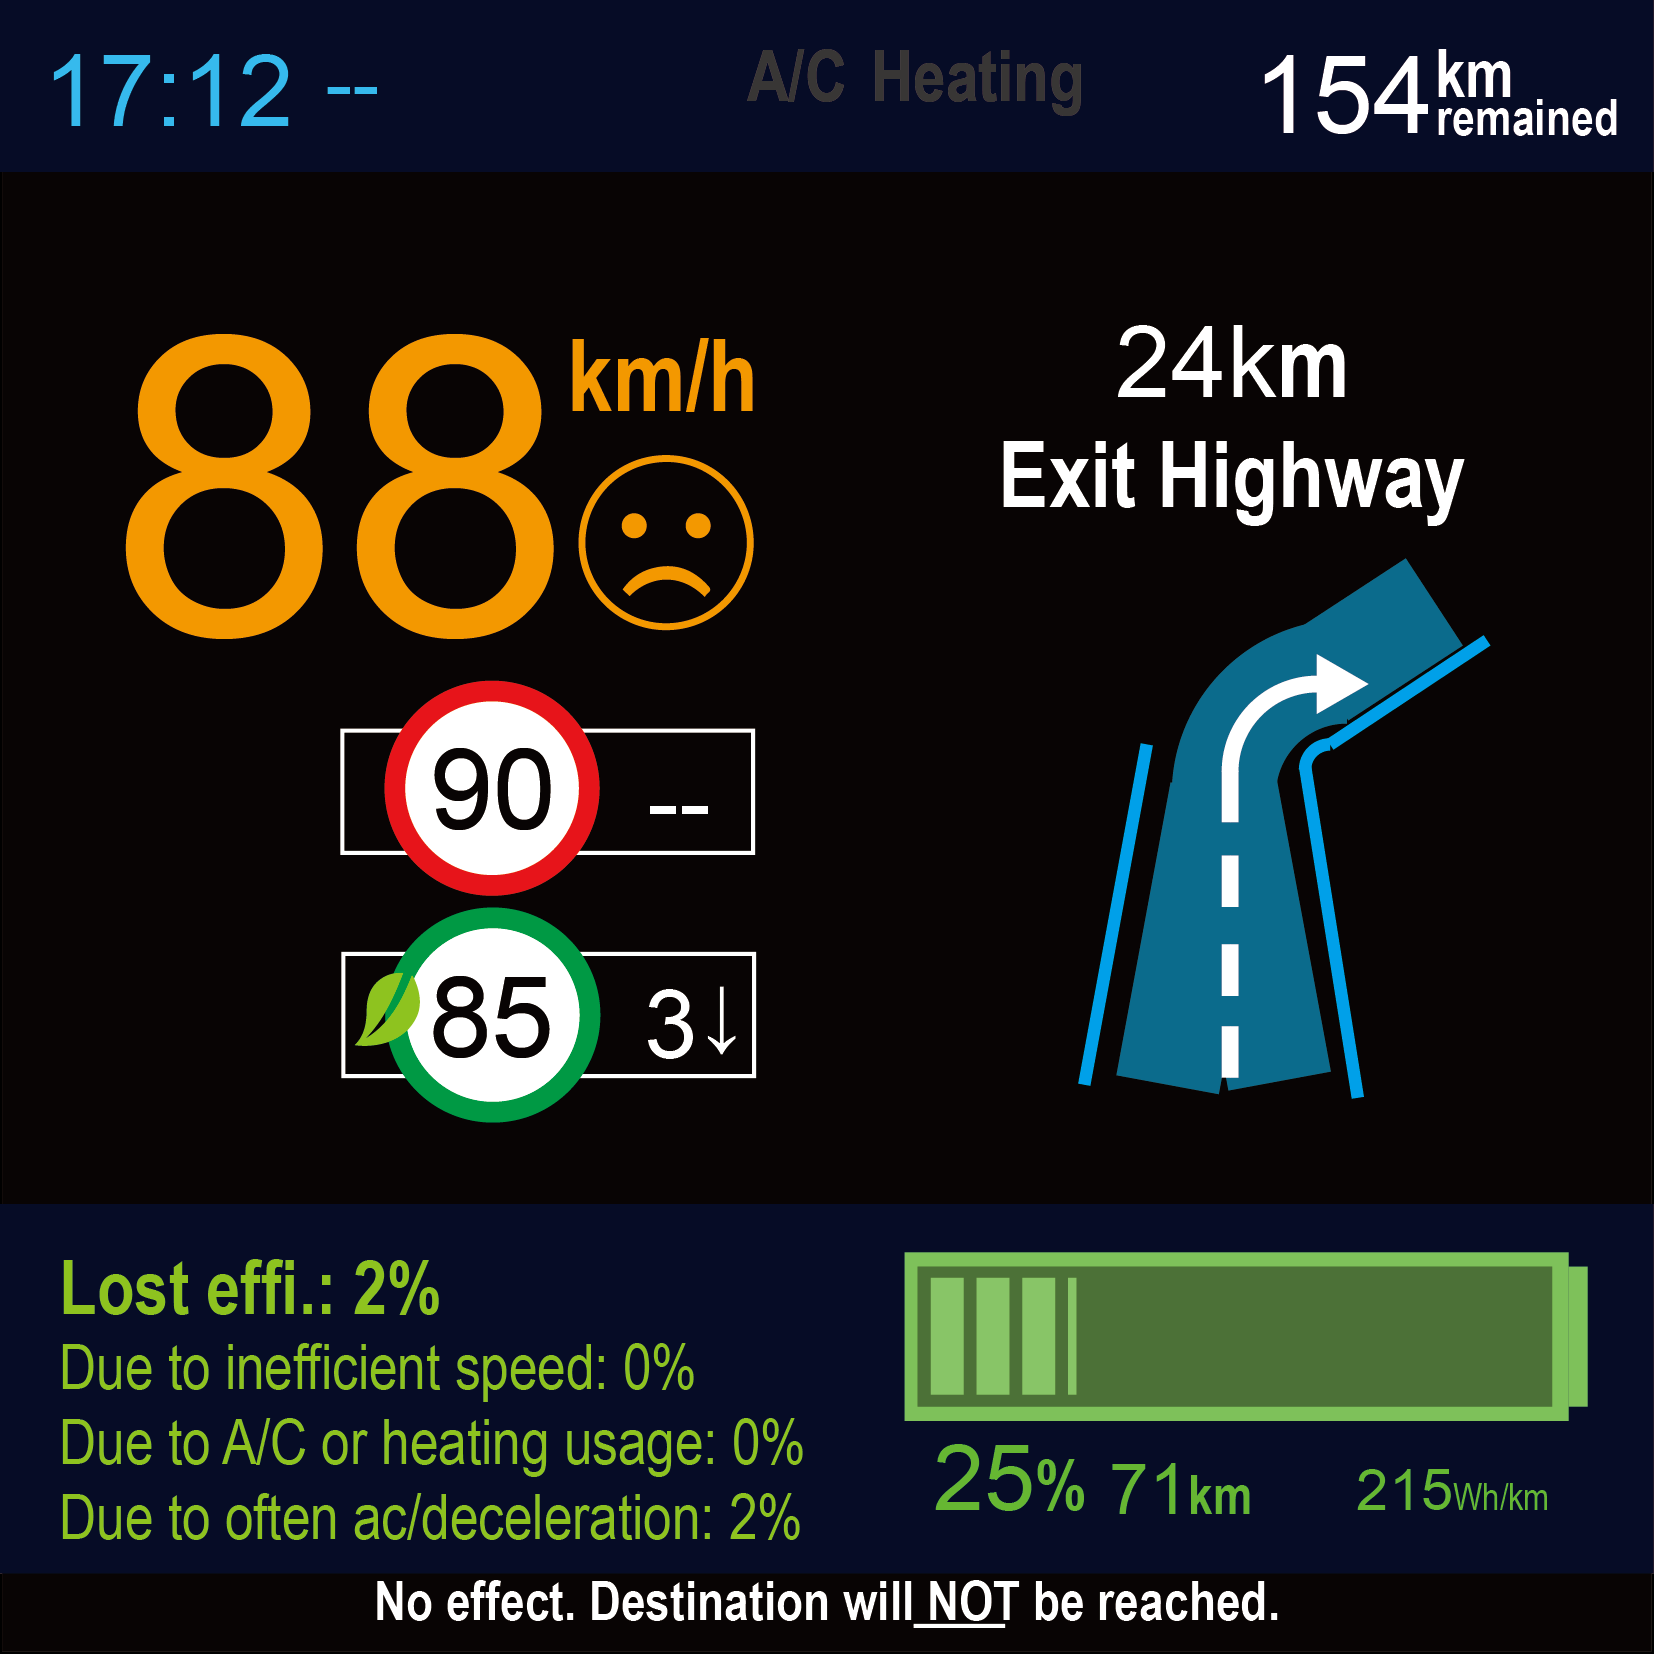 17:12 --
A/C Heating
154 km remained
88 km/h
24km
Exit Highway
90 --
85 3↓
Lost effi.: 2%
Due to inefficient speed: 0%
Due to A/C or heating usage: 0%
Due to often ac/deceleration: 2%
25% 71km 215Wh/km
No effect. Destination will NOT be reached.